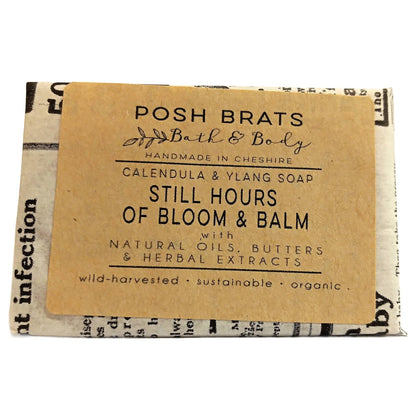 POSH BRATS
Bath & Body
HANDMADE IN CHESHIRE
CALENDULA & YLANG SOAP
STILL HOURS
OF BLOOM & BALM
with
NATURAL OILS, BUTTERS
& HERBAL EXTRACTS
wild-harvested • sustainable • organic .
nt infection